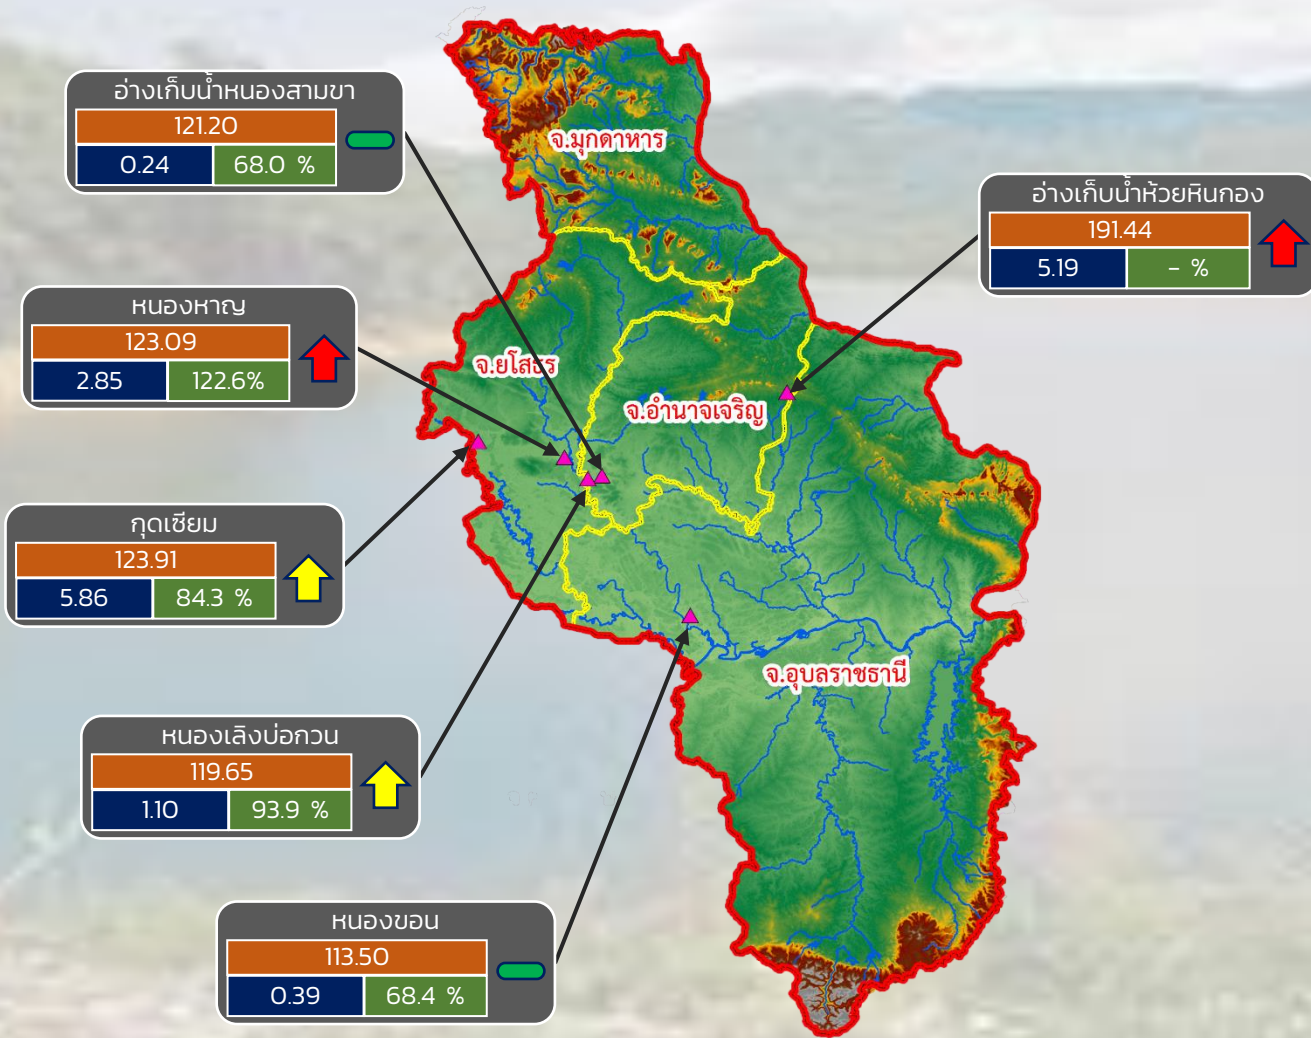 อ่างเก็บน้ำหนองสามขา
121.20
0.24 68.0 %
จ.มุกดาหาร
อ่างเก็บน้ำห้วยหินกอง
191.44
5.19 - %
หนองหาญ
123.09
2.85 122.6%
จ.ยโสธร
จ.อำนาจเจริญ
กุดเซียม
123.91
5.86 84.3 %
จ.อุบลราชธานี
หนองเลิงบ่อกวน
119.65
1.10 93.9 %
หนองขอน
113.50
0.39 68.4 %